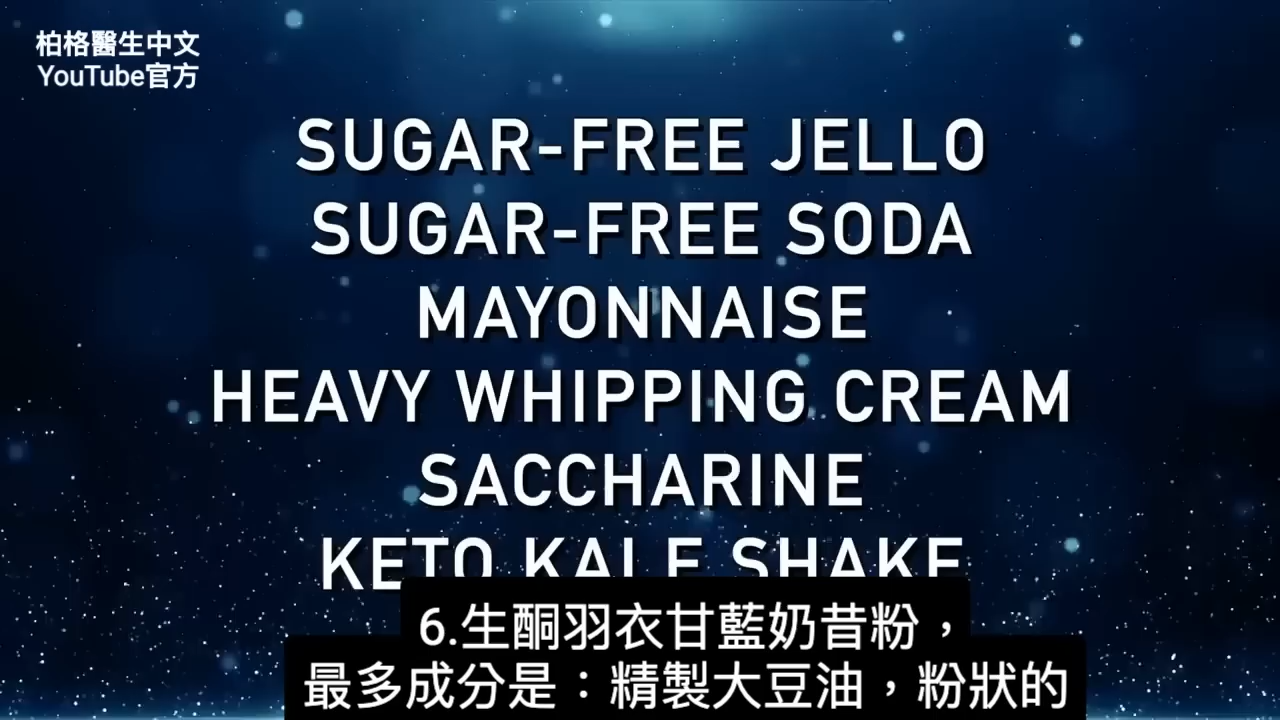 柏格醫生中文
YouTube官方
SUGAR-FREE JELLO
SUGAR-FREE SODA
MAYONNAISE
HEAVY WHIPPING CREAM
SACCHARINE
KETO KALE SHAKE
6.生酮羽衣甘藍奶昔粉，
最多成分是：精製大豆油，粉狀的